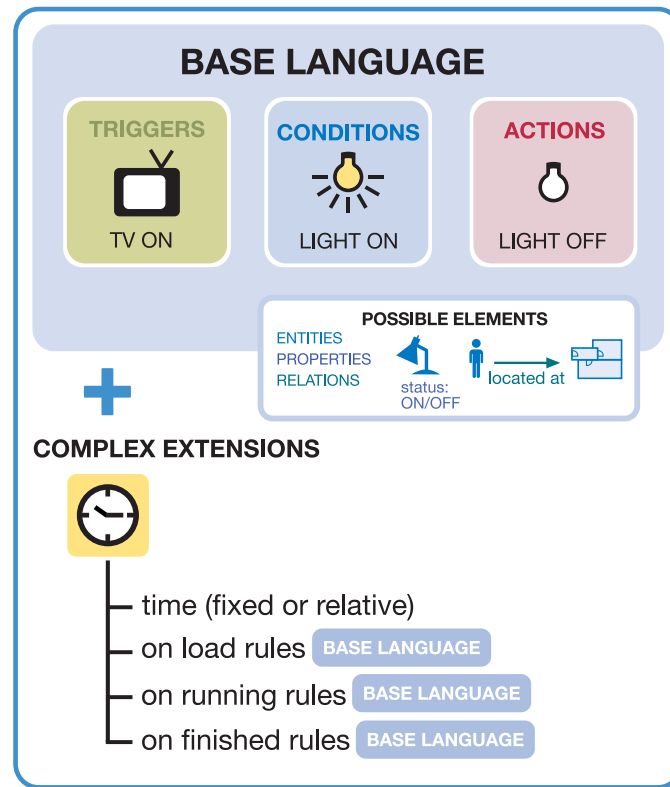 BASE LANGUAGE
TRIGGERS
TV ON
CONDITIONS
LIGHT ON
ACTIONS
LIGHT OFF
POSSIBLE ELEMENTS
ENTITIES
PROPERTIES
RELATIONS
status:
ON/OFF
located at
COMPLEX EXTENSIONS
time (fixed or relative)
on load rules BASE LANGUAGE
on running rules BASE LANGUAGE
on finished rules BASE LANGUAGE